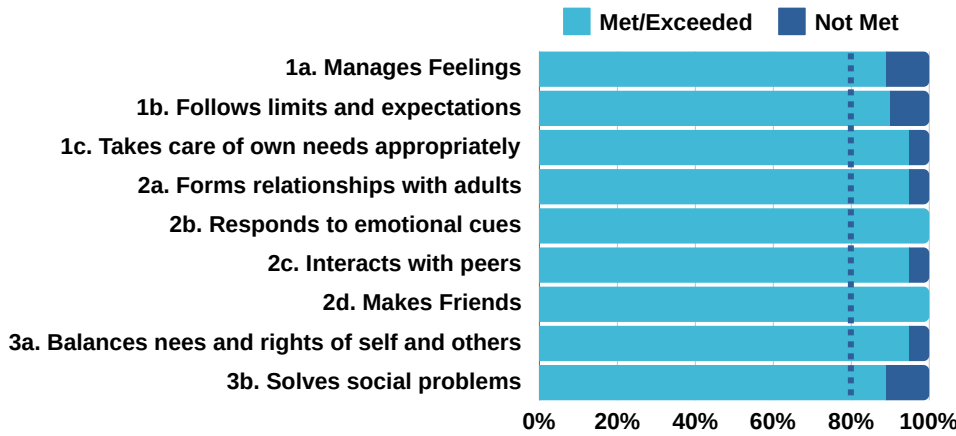 Met/Exceeded Not Met
1a. Manages Feelings
1b. Follows limits and expectations
1c. Takes care of own needs appropriately
2a. Forms relationships with adults
2b. Responds to emotional cues
2c. Interacts with peers
2d. Makes Friends
3a. Balances nees and rights of self and others
3b. Solves social problems
0% 20% 40% 60% 80% 100%